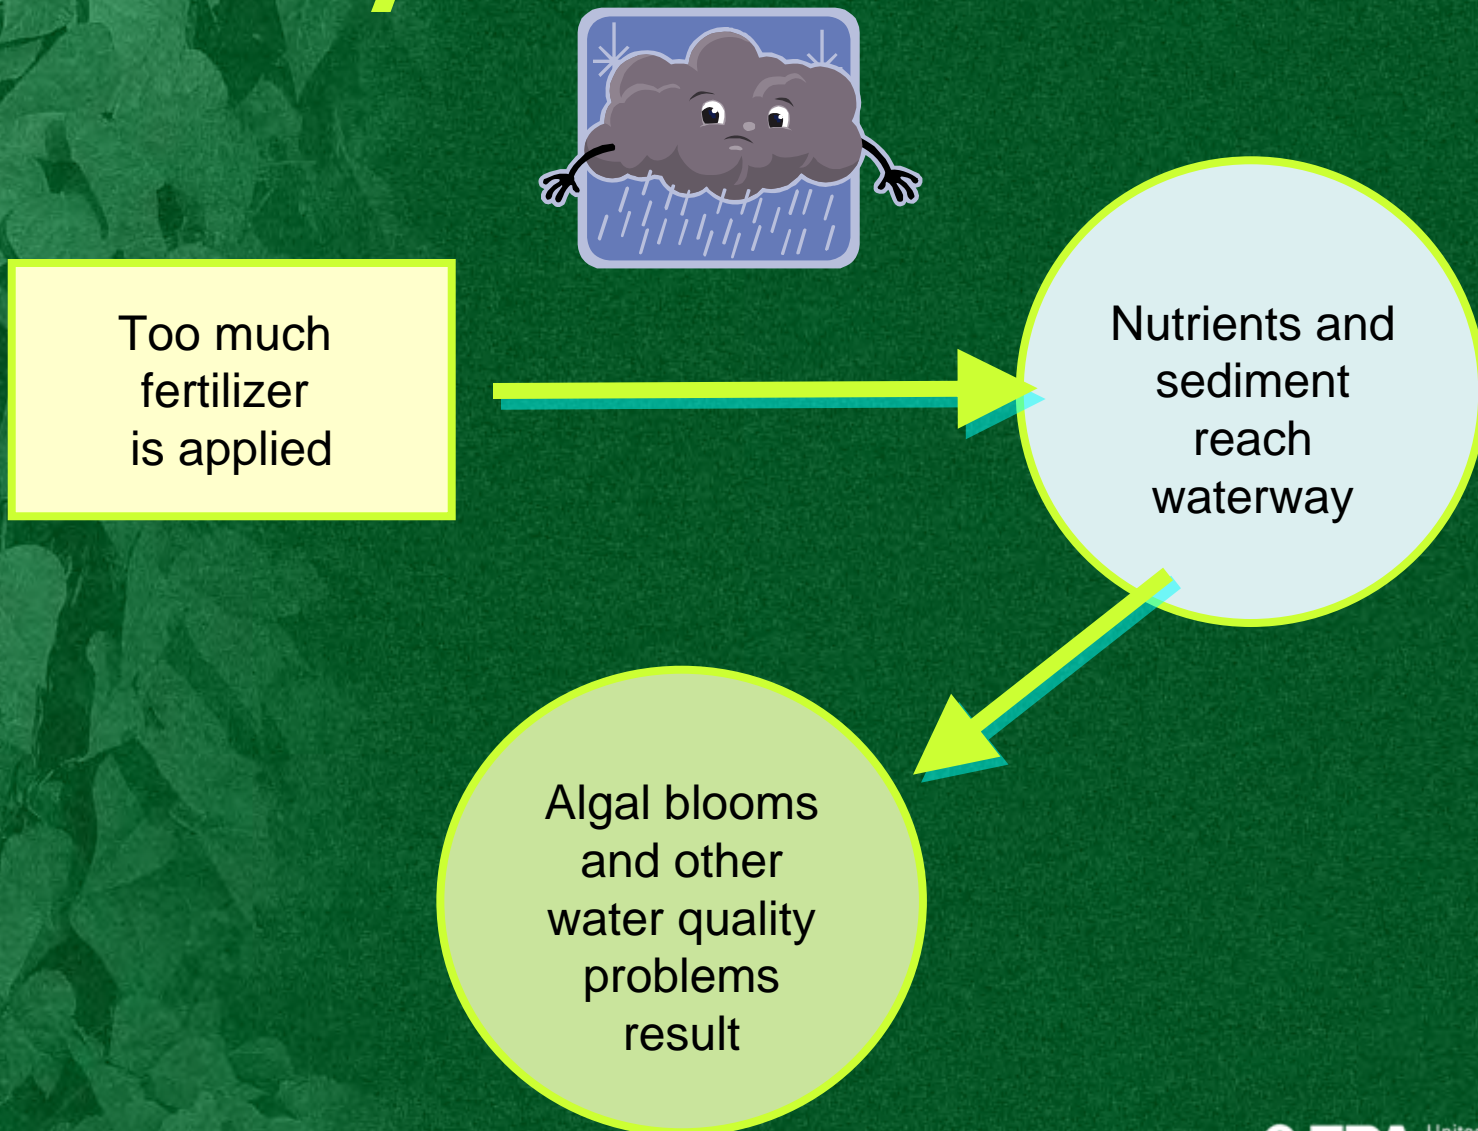 Too much
fertilizer
is applied
Nutrients and
sediment
reach
waterway
Algal blooms
and other
water quality
problems
result